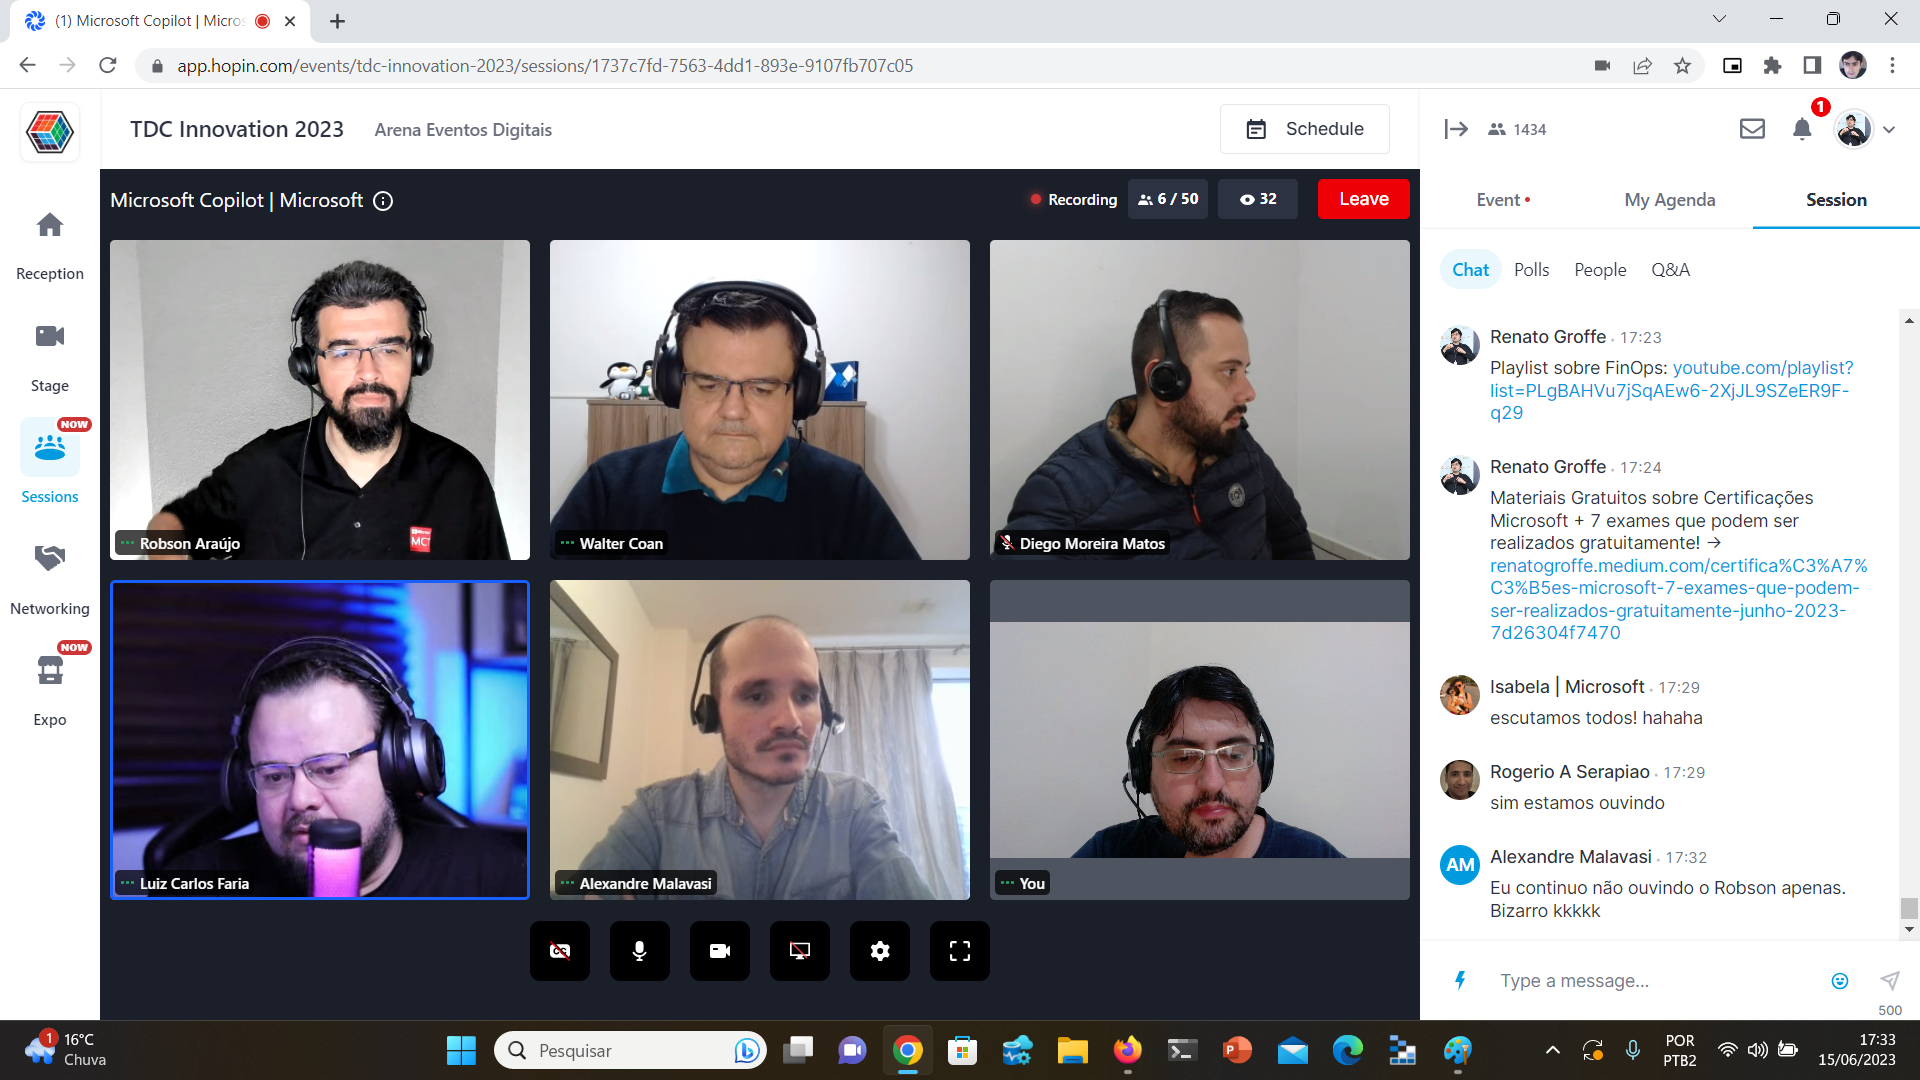 (1) Microsoft Copilot | Micros
app.hopin.com/events/tdc-innovation-2023/sessions/1737c7fd-7563-4dd1-893e-9107fb707c05
TDC Innovation 2023
Arena Eventos Digitais
Schedule
1434
1
Reception
Stage
NOW
Sessions
Networking
NOW
Expo
Microsoft Copilot | Microsoft
Recording
6 / 50
32
Leave
Robson Araújo
MCT
Walter Coan
Diego Moreira Matos
Luiz Carlos Faria
Alexandre Malavasi
You
CC
Event
My Agenda
Session
Chat
Polls
People
Q&A
Renato Groffe 17:23
Playlist sobre FinOps: youtube.com/playlist?
list=PLgBAHVu7jSqAEw6-2XjJL9SZeER9F-
q29
Renato Groffe 17:24
Materiais Gratuitos sobre Certificações
Microsoft + 7 exames que podem ser
realizados gratuitamente! →
renatogroffe.medium.com/certifica%C3%A7%
C3%B5es-microsoft-7-exames-que-podem-
ser-realizados-gratuitamente-junho-2023-
7d26304f7470
Isabela | Microsoft 17:29
escutamos todos! hahaha
Rogerio A Serapiao 17:29
sim estamos ouvindo
AM
Alexandre Malavasi 17:32
Eu continuo não ouvindo o Robson apenas.
Bizarro kkkkk
Type a message...
500
1
16°C
Chuva
Pesquisar
POR
PTB2
17:33
15/06/2023